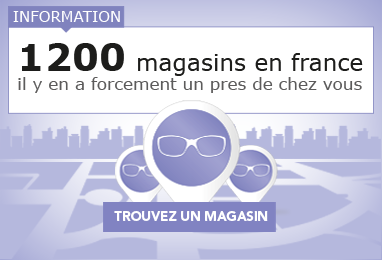 INFORMATION
1200 magasins en france
il y en a forcement un pres de chez vous
TROUVEZ UN MAGASIN